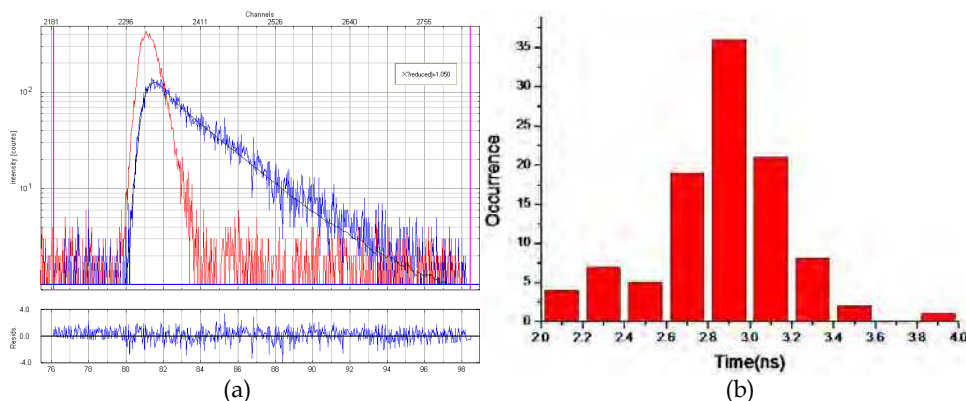 Channels
2181 2296 2411 2526 2640 2755
intensity [counts]
10²
10¹
X?reduced)=1.050
Resids.
4.0
0.0
-4.0
76 78 80 82 84 86 88 90 92 94 96 98
(a)
Occurrence
35
30
25
20
15
10
5
0
2.0 2.2 2.4 2.6 2.8 3.0 3.2 3.4 3.6 3.8 4.0
Time(ns)
(b)